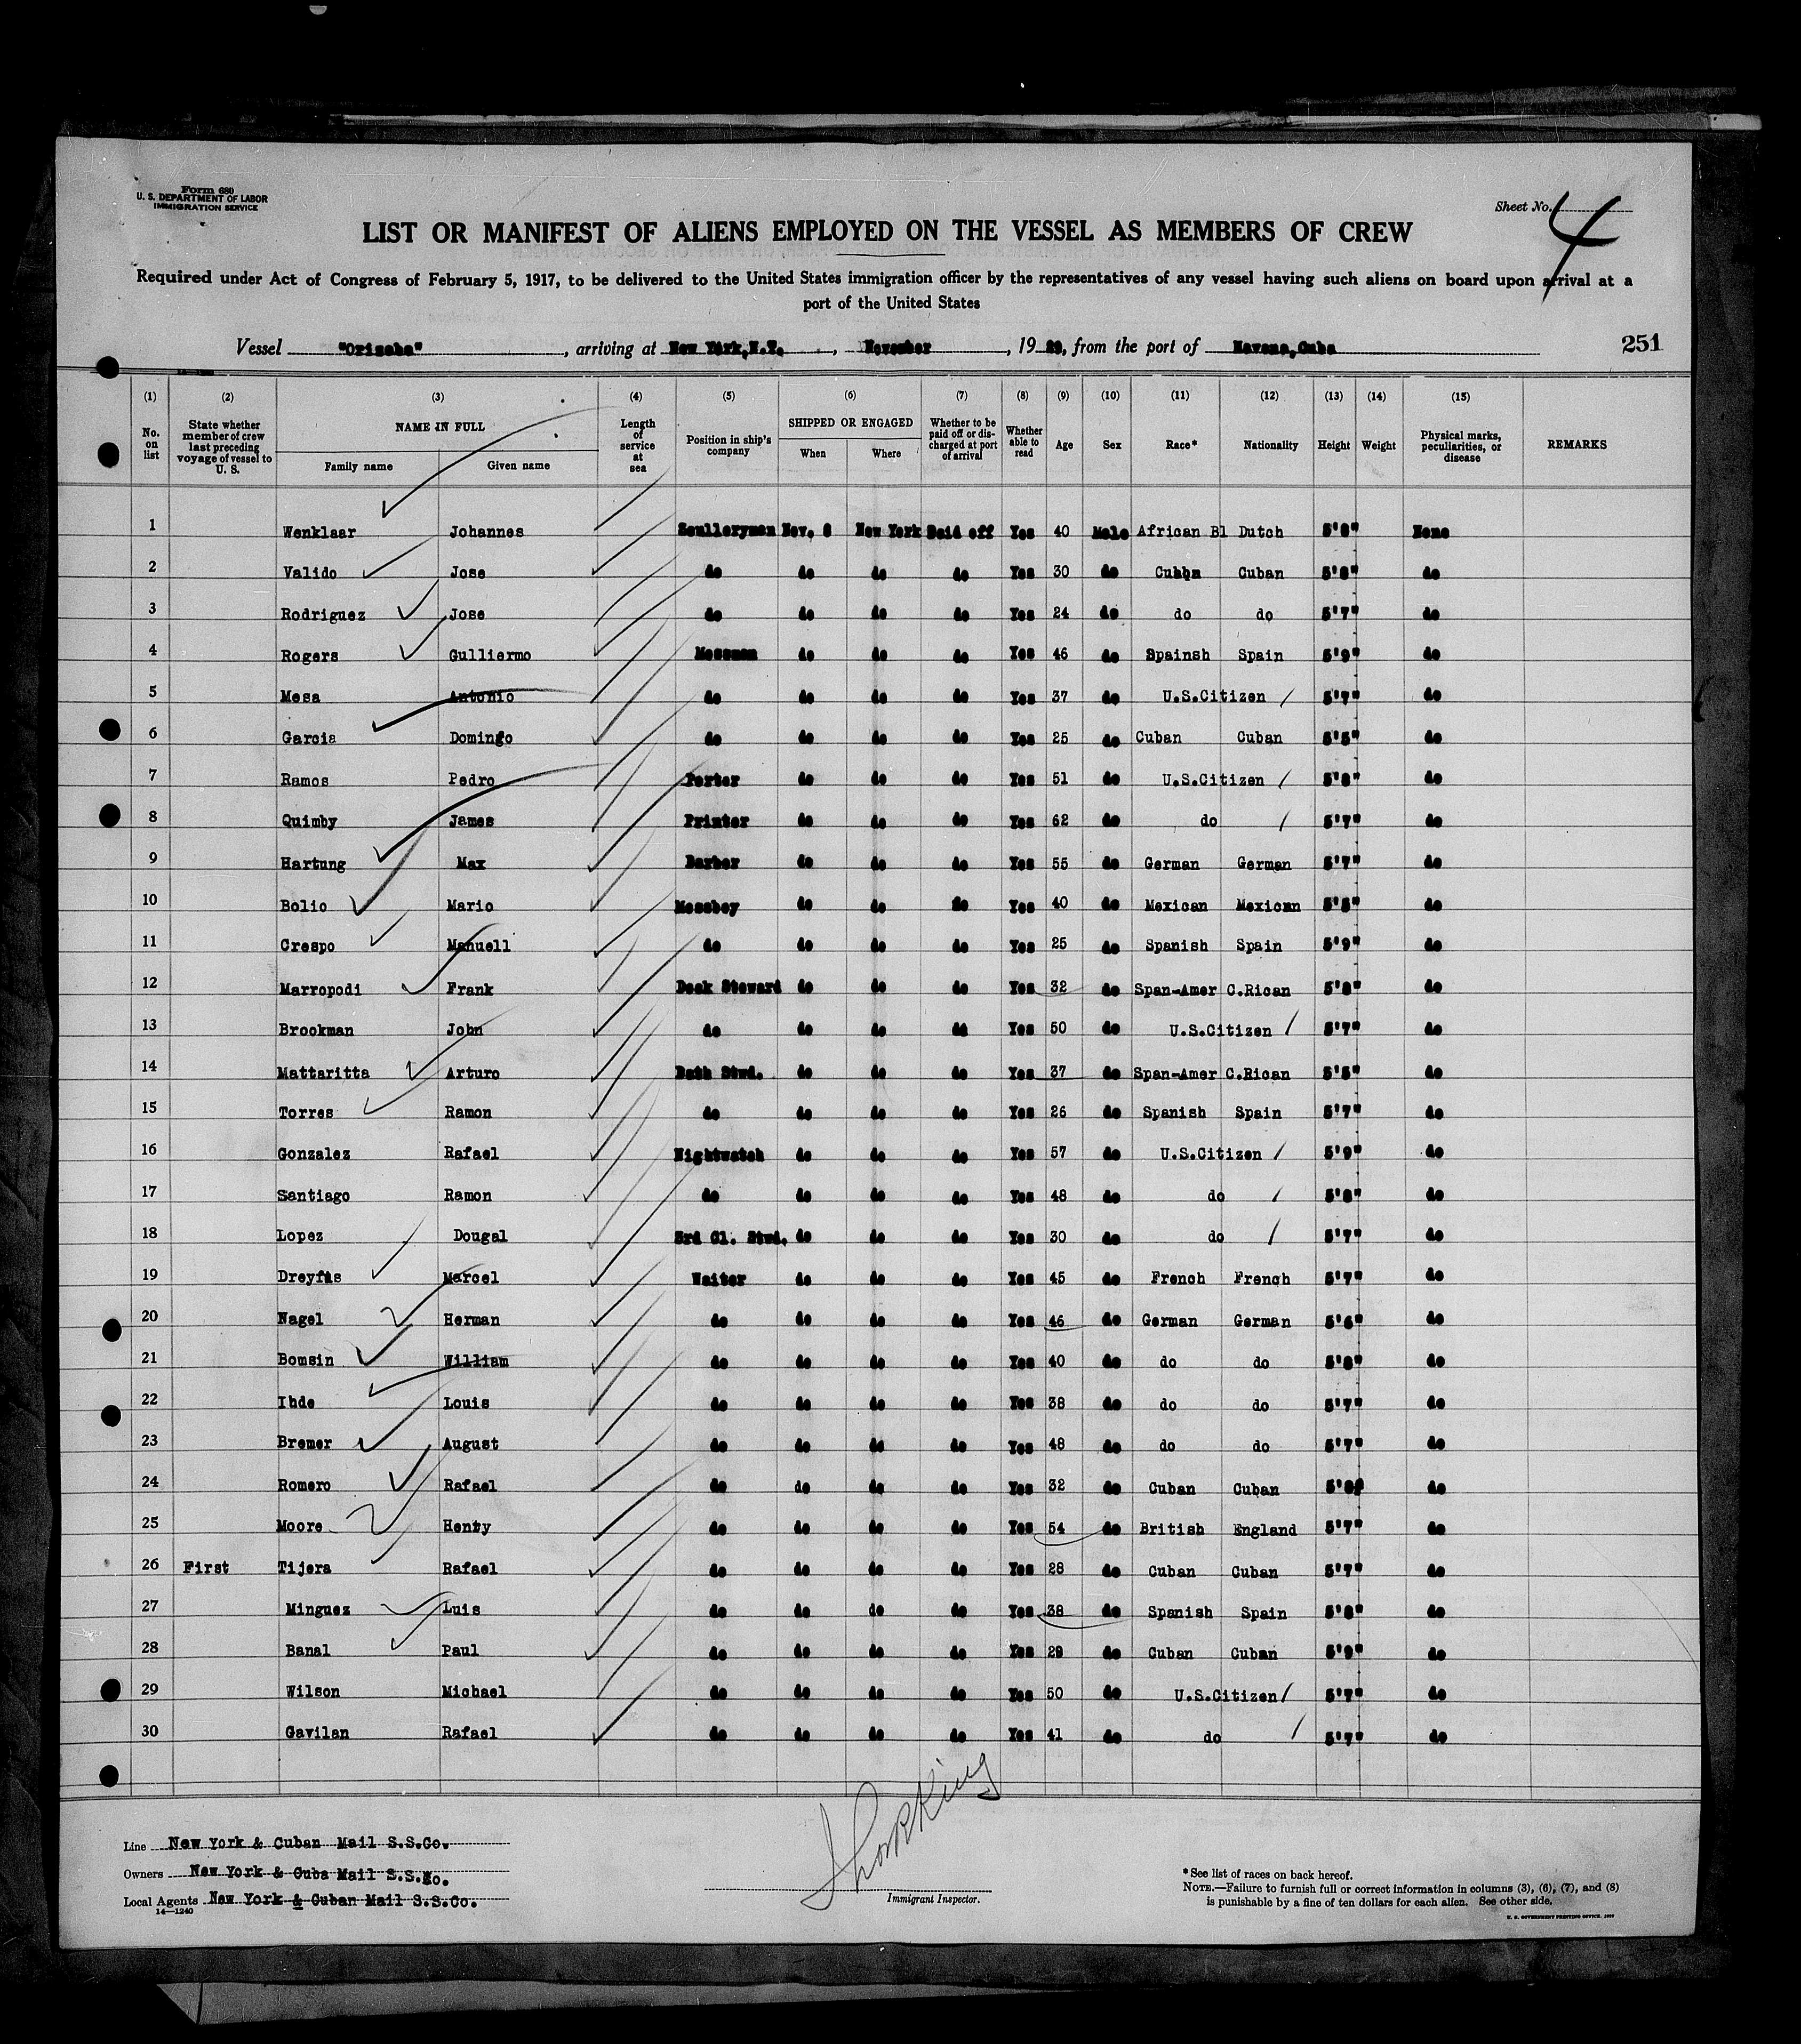 Form 680
U. S. DEPARTMENT OF LABOR
IMMIGRATION SERVICE
Sheet No. 4
LIST OR MANIFEST OF ALIENS EMPLOYED ON THE VESSEL AS MEMBERS OF CREW
Required under Act of Congress of February 5, 1917, to be delivered to the United States immigration officer by the representatives of any vessel having such aliens on board upon arrival at a
port of the United States
Vessel "Orizaba", arriving at New York, N.Y., November, 19 29, from the port of Havana, Cuba
251
(1) (2) (3) (4) (5) (6) (7) (8) (9) (10) (11) (12) (13) (14) (15)
No. on list
State whether member of crew last preceding voyage of vessel to U. S.
NAME IN FULL
Family name Given name
Length of service at sea
Position in ship's company
SHIPPED OR ENGAGED
When Where
Whether to be paid off or discharged at port of arrival
Whether able to read
Age
Sex
Race*
Nationality
Height
Weight
Physical marks, peculiarities, or disease
REMARKS
1 Wenklaar Johannes Sculleryman Nov. 8 New York Paid off Yes 40 Male African Bl Dutch 5'8" None
2 Valido Jose do do do do Yes 30 do Cubba Cuban 5'8" do
3 Rodriguez Jose do do do do Yes 24 do do do 5'7" do
4 Rogers Gulliermo Messman do do do Yes 46 do Spainsh Spain 5'9" do
5 Mesa Antonio do do do do Yes 37 do U.S.Citizen 5'7" do
6 Garcia Domingo do do do do Yes 25 do Cuban Cuban 5'5" do
7 Ramos Pedro Porter do do do Yes 51 do U.S.Citizen 5'8" do
8 Quimby James Printer do do do Yes 62 do do 5'7" do
9 Hartung Max Barber do do do Yes 55 do German German 5'7" do
10 Bolio Mario Messboy do do do Yes 40 do Mexican Mexican 5'5" do
11 Crespo Manuell do do do do Yes 25 do Spanish Spain 5'9" do
12 Marropodi Frank Deck Steward do do do Yes 32 do Span-Amer C.Rican 5'8" do
13 Brookman John do do do do Yes 50 do U.S.Citizen 5'7" do
14 Mattaritta Arturo Bath Stwd. do do do Yes 37 do Span-Amer C.Rican 5'5" do
15 Torres Ramon do do do do Yes 26 do Spanish Spain 5'7" do
16 Gonzalez Rafael Nightwatch do do do Yes 57 do U.S.Citizen 5'9" do
17 Santiago Ramon do do do do Yes 48 do do 5'8" do
18 Lopez Dougal 3rd Cl. Stwd. do do do Yes 30 do do 5'7" do
19 Dreyfus Marcel Waiter do do do Yes 45 do French French 5'7" do
20 Nagel Herman do do do do Yes 46 do German German 5'6" do
21 Bomsin William do do do do Yes 40 do do do 5'8" do
22 Ihde Louis do do do do Yes 38 do do do 5'7" do
23 Bremer August do do do do Yes 48 do do do 5'7" do
24 Romero Rafael do do do do Yes 32 do Cuban Cuban 5'8" do
25 Moore Henry do do do do Yes 54 do British England 5'7" do
26 First Tijera Rafael do do do do Yes 28 do Cuban Cuban 5'7" do
27 Minguez Luis do do do do Yes 38 do Spanish Spain 5'8" do
28 Banal Paul do do do do Yes 29 do Cuban Cuban 5'9" do
29 Wilson Michael do do do do Yes 50 do U.S.Citizen 5'7" do
30 Gavilan Rafael do do do do Yes 41 do do 5'7" do
Line New York & Cuban Mail S.S.Co.
Owners New York & Cuba Mail S.S.Co.
Local Agents New York & Cuban Mail S.S.Co.
14—1240
Immigrant Inspector.
*See list of races on back hereof.
NOTE.—Failure to furnish full or correct information in columns (3), (6), (7), and (8)
is punishable by a fine of ten dollars for each alien. See other side.